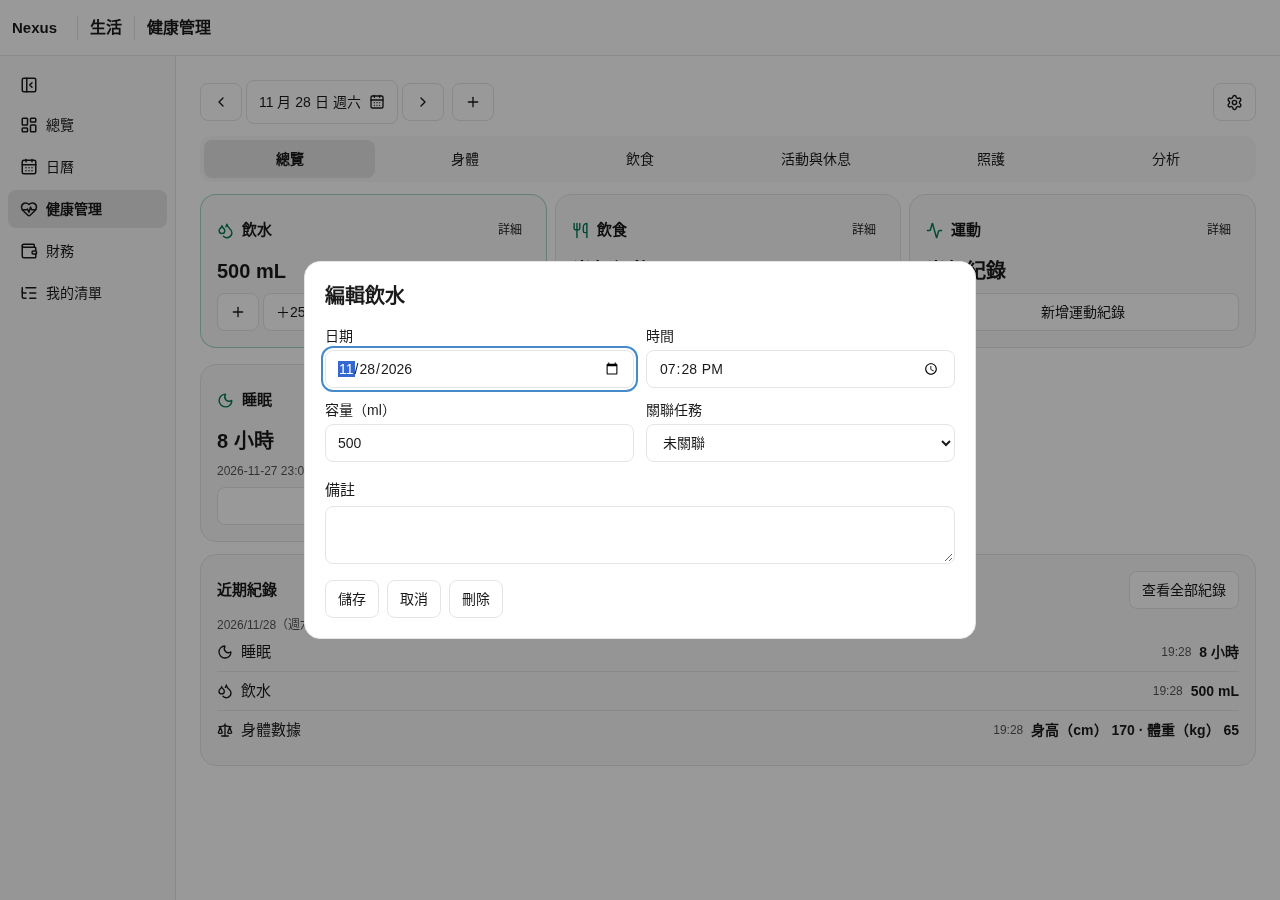 Nexus
生活
健康管理
總覽
日曆
健康管理
財務
我的清單
11 月 28 日 週六
總覽
身體
飲食
活動與休息
照護
分析
飲水
詳細
500 mL
飲食
詳細
運動
詳細
紀錄
新增運動紀錄
睡眠
8 小時
2026-11-27 23:0
編輯飲水
日期
11/28/2026
時間
07:28 PM
容量（ml）
500
關聯任務
未關聯
備註
儲存
取消
刪除
近期紀錄
查看全部紀錄
2026/11/28（週六
睡眠
19:28 8 小時
飲水
19:28 500 mL
身體數據
19:28 身高（cm） 170 · 體重（kg） 65